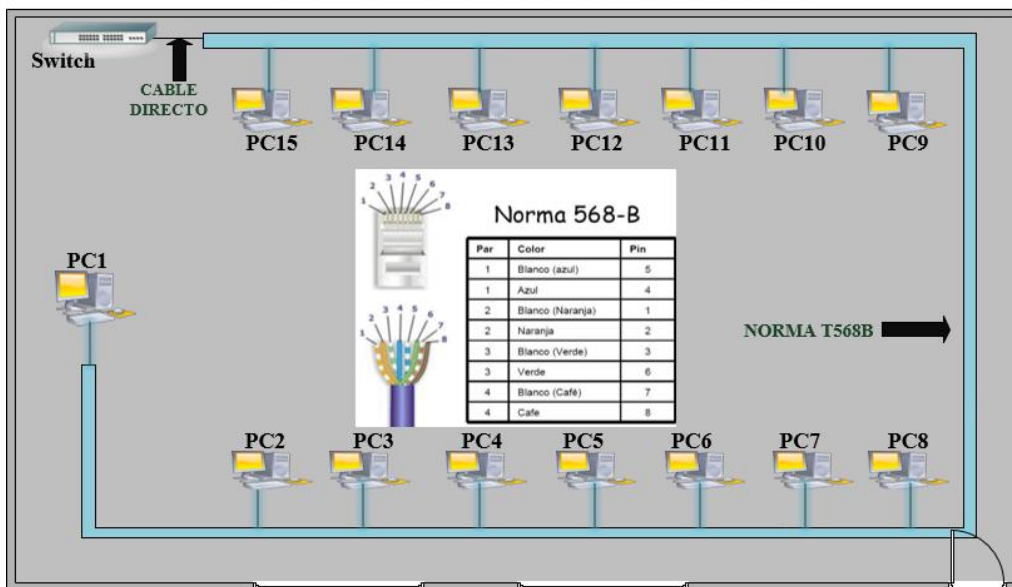 Switch
CABLE
DIRECTO
PC15 PC14 PC13 PC12 PC11 PC10 PC9
1 2 3 4 5 6 7 8
Norma 568-B
Par Color Pin
1 Blanco (azul) 5
1 Azul 4
2 Blanco (Naranja) 1
2 Naranja 2
3 Blanco (Verde) 3
3 Verde 6
4 Blanco (Café) 7
4 Cafe 8
1 2 3 4 5 6 7 8
PC1
NORMA T568B
PC2 PC3 PC4 PC5 PC6 PC7 PC8